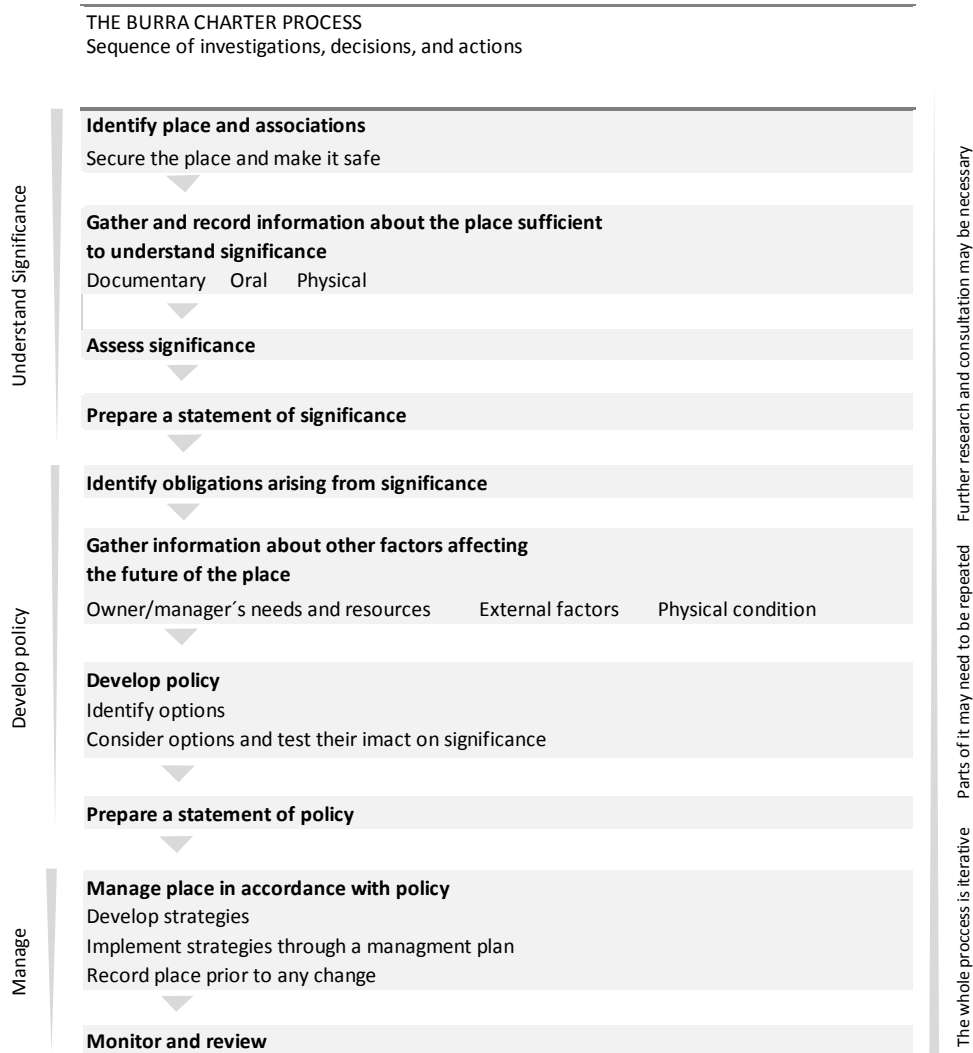 THE BURRA CHARTER PROCESS
Sequence of investigations, decisions, and actions
Understand Significance
Identify place and associations
Secure the place and make it safe
Gather and record information about the place sufficient
to understand significance
Documentary Oral Physical
Assess significance
Prepare a statement of significance
Develop policy
Identify obligations arising from significance
Gather information about other factors affecting
the future of the place
Owner/manager´s needs and resources External factors Physical condition
Develop policy
Identify options
Consider options and test their imact on significance
Prepare a statement of policy
Manage
Manage place in accordance with policy
Develop strategies
Implement strategies through a managment plan
Record place prior to any change
Monitor and review
The whole proccess is iterative Parts of it may need to be repeated Further research and consultation may be necessary